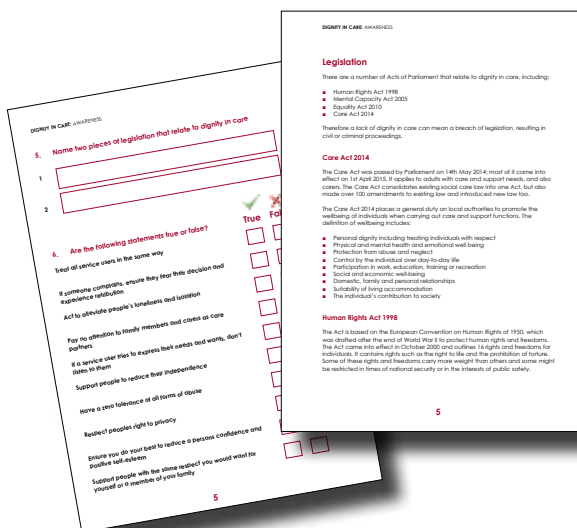 DIGNITY IN CARE: AWARENESS
5. Name two pieces of legislation that relate to dignity in care
1
2
True
6. Are the following statements true or false?
Treat all service users in the same way
If someone complains, ensure they fear their decision and
experience retribution
Act to alleviate people's loneliness and isolation
Pay no attention to family members and carers as care
partners
If a service user tries to express their needs and wants, don't
listen to them
Support people to reduce their independence
Have a zero tolerance of all forms of abuse
Respect peoples right to privacy
Ensure you do your best to reduce a persons confidence and
positive self-esteem
Support people with the same respect you would want for
yourself or a member of your family
5
DIGNITY IN CARE: AWARENESS
Legislation
There are a number of Acts of Parliament that relate to dignity in care, including:
Human Rights Act 1998
Mental Capacity Act 2005
Equality Act 2010
Care Act 2014
Therefore a lack of dignity in care can mean a breach of legislation, resulting in
civil or criminal proceedings.
Care Act 2014
The Care Act was passed by Parliament on 14th May 2014; most of it came into
effect on 1st April 2015. It applies to adults with care and support needs, and also
carers. The Care Act consolidates existing social care law into one Act, but also
made over 100 amendments to existing law and introduced new law too.
The Care Act 2014 places a general duty on local authorities to promote the
wellbeing of individuals when carrying out care and support functions. The
definition of wellbeing includes:
Personal dignity including treating individuals with respect
Physical and mental health and emotional well being
Protection from abuse and neglect
Control by the individual over day-to-day life
Participation in work, education, training or recreation
Social and economic well-being
Domestic, family and personal relationships
Suitability of living accommodation
The individual's contribution to society
Human Rights Act 1998
The Act is based on the European Convention on Human Rights of 1950, which
was drafted after the end of World War II to protect human rights and freedoms.
The Act came into effect in October 2000 and outlines 16 rights and freedoms for
individuals. It contains rights such as the right to life and the prohibition of torture.
Some of these rights and freedoms carry more weight than others and some might
be restricted in times of national security or in the interests of public safety.
5